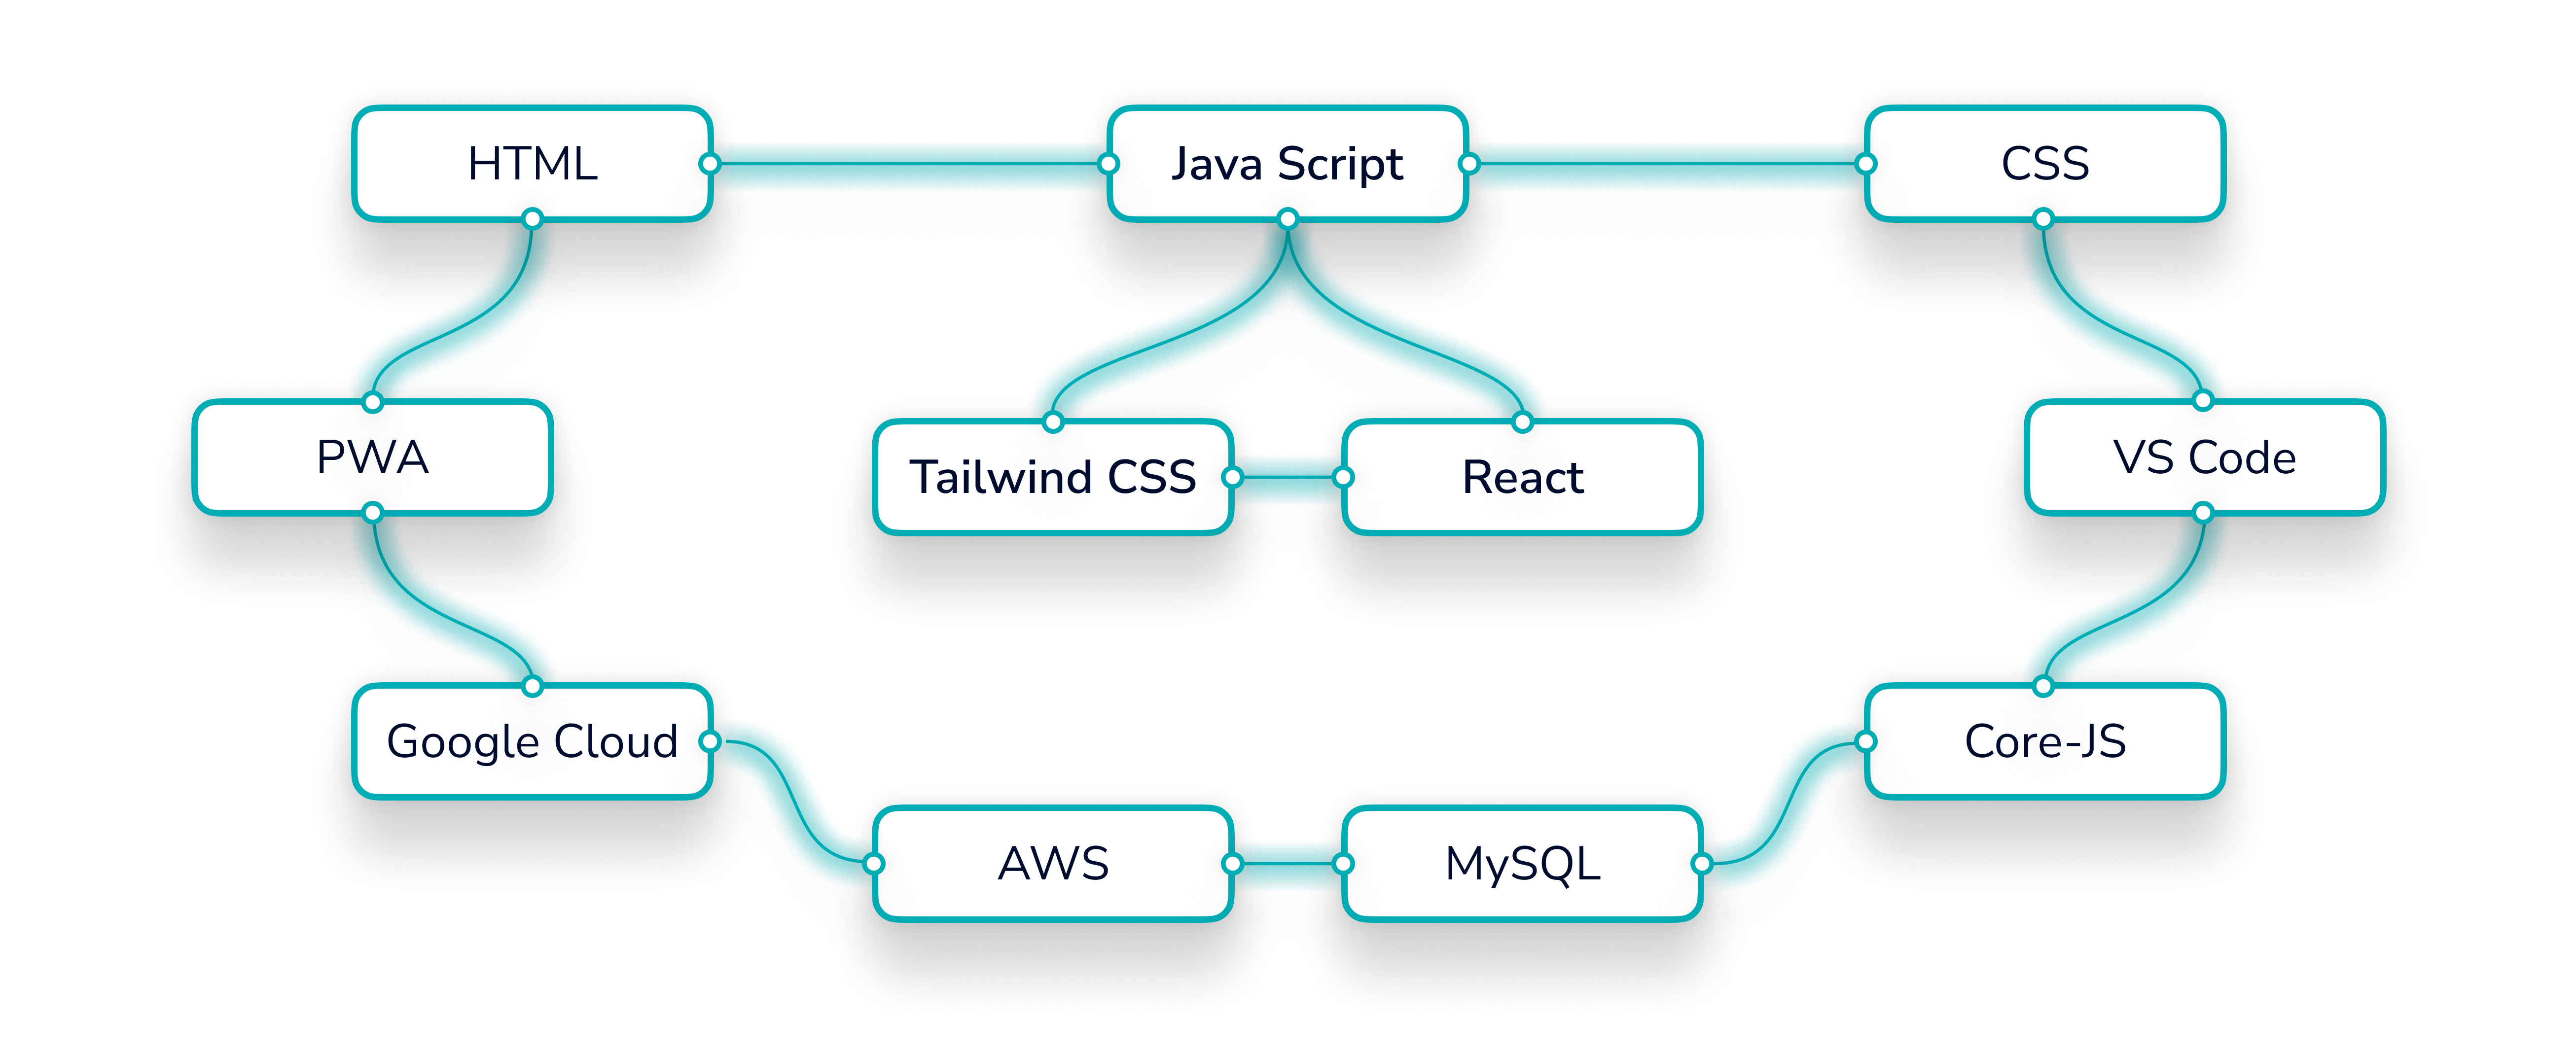 HTML
Java Script
CSS
PWA
Tailwind CSS
React
VS Code
Google Cloud
Core-JS
AWS
MySQL